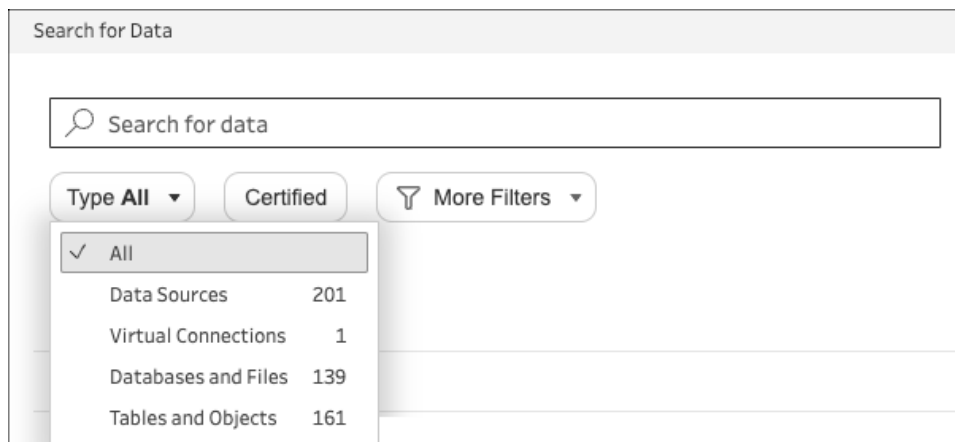 Search for Data
Search for data
Type All Certified More Filters
All
Data Sources 201
Virtual Connections 1
Databases and Files 139
Tables and Objects 161